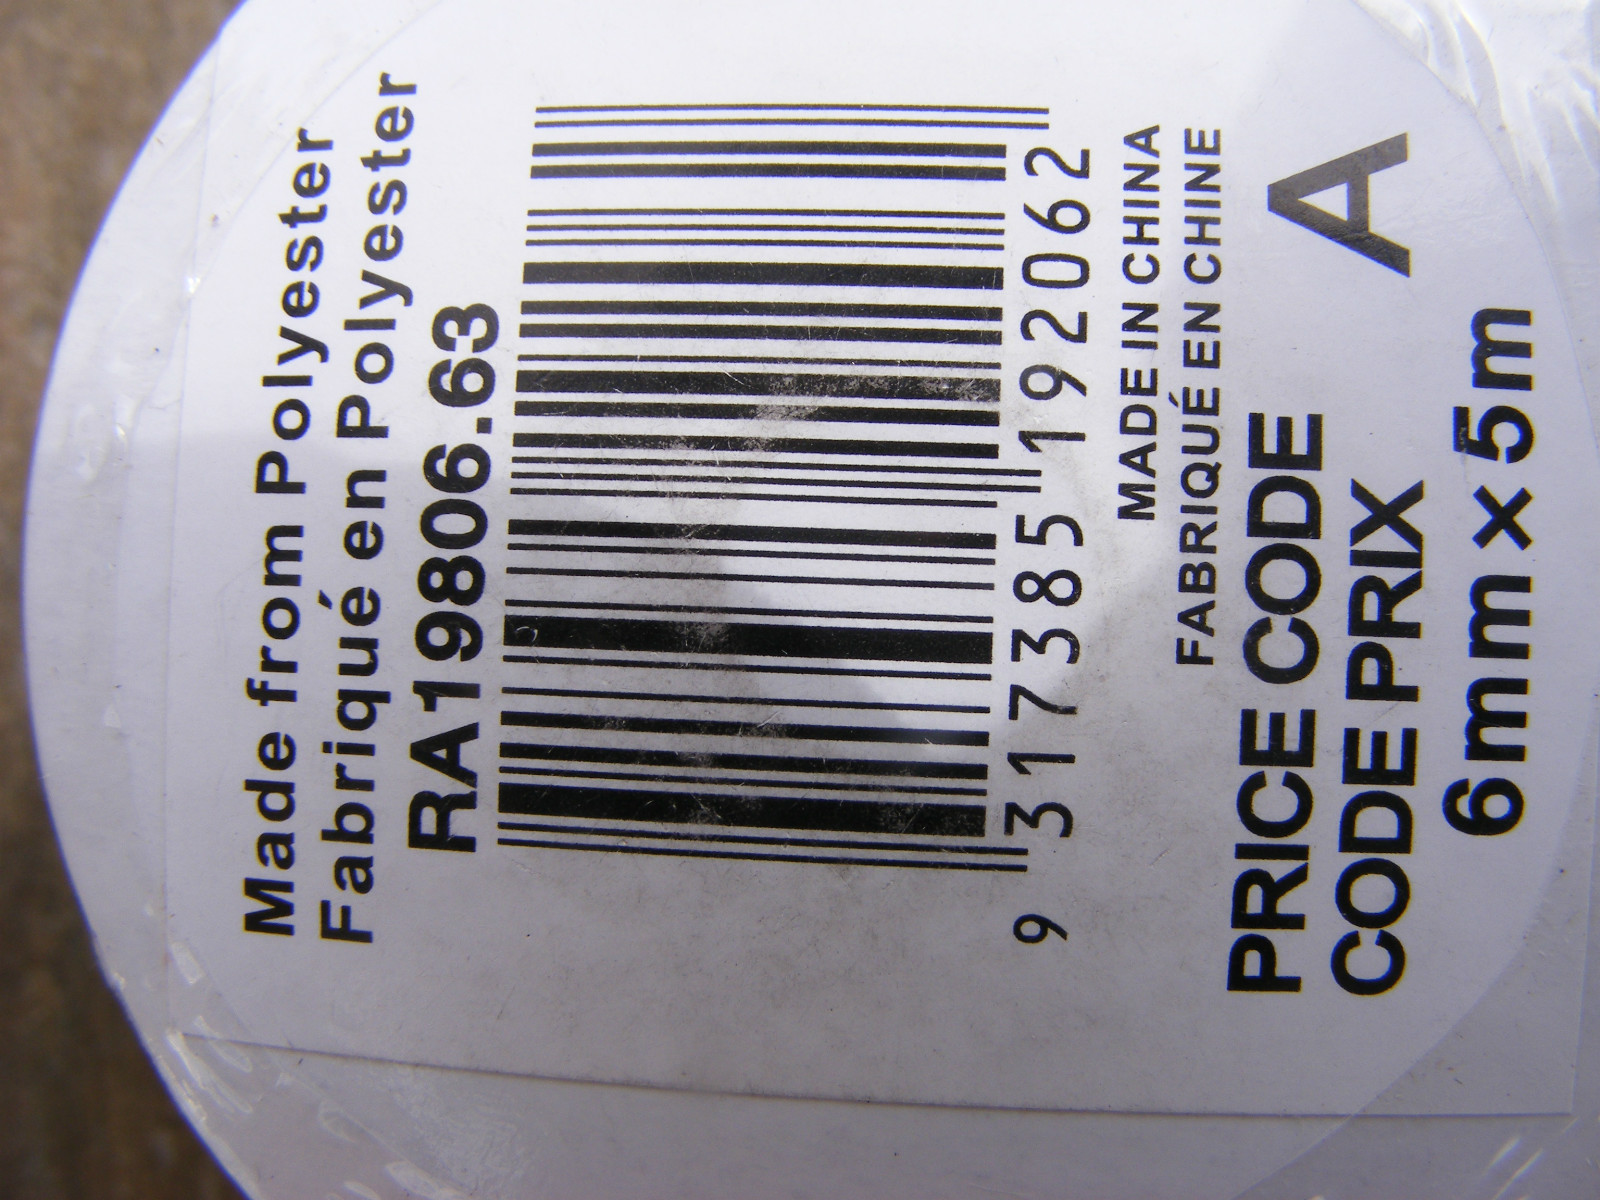 Made from Polyester
Fabriqué en Polyester
RA19806.63
9 317385 192062
MADE IN CHINA
FABRIQUÉ EN CHINE
PRICE CODE
CODE PRIX
A
6mm x 5m